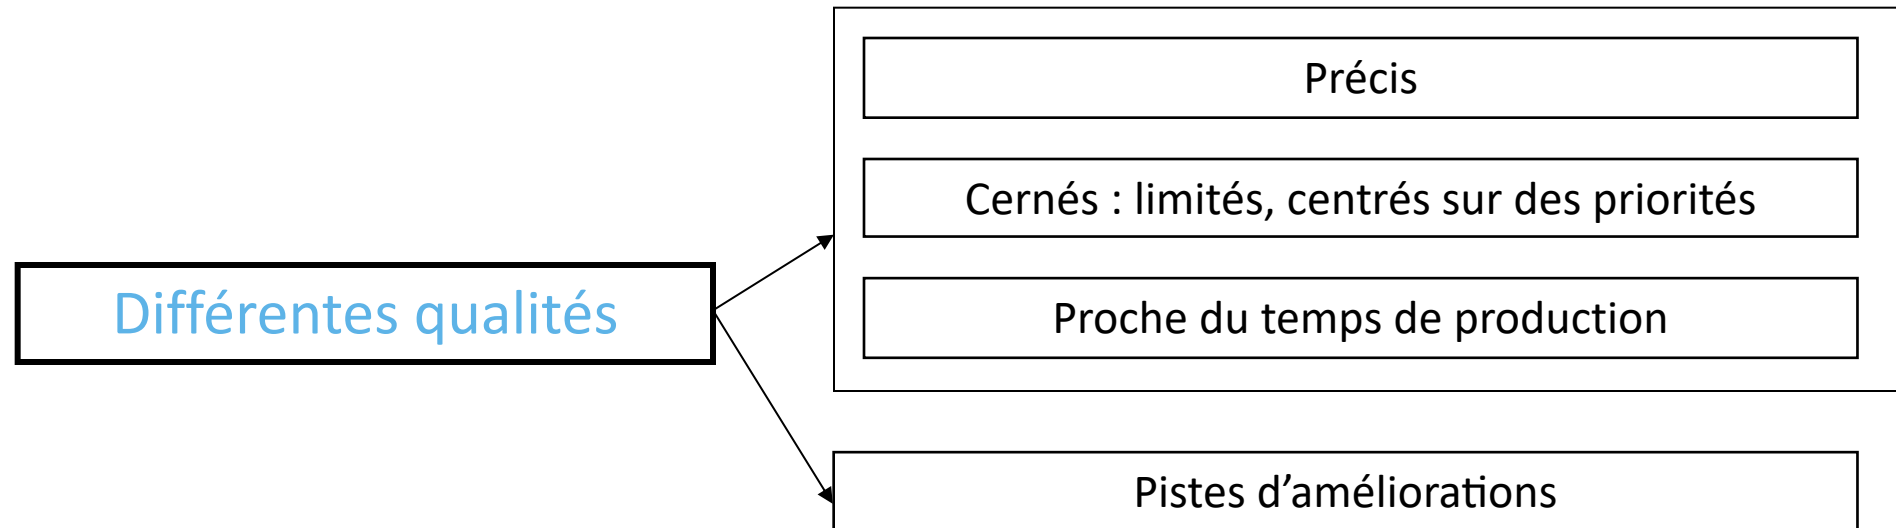 Précis
Cernés : limités, centrés sur des priorités
Différentes qualités
Proche du temps de production
Pistes d’améliorations